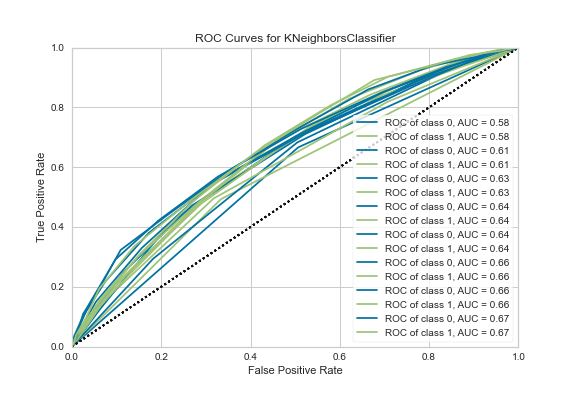 ROC Curves for KNeighborsClassifier
1.0
0.8
0.6
0.4
0.2
0.0
True Positive Rate
ROC of class 0, AUC = 0.58
ROC of class 1, AUC = 0.58
ROC of class 0, AUC = 0.61
ROC of class 1, AUC = 0.61
ROC of class 0, AUC = 0.63
ROC of class 1, AUC = 0.63
ROC of class 0, AUC = 0.64
ROC of class 1, AUC = 0.64
ROC of class 0, AUC = 0.64
ROC of class 1, AUC = 0.64
ROC of class 0, AUC = 0.66
ROC of class 1, AUC = 0.66
ROC of class 0, AUC = 0.66
ROC of class 1, AUC = 0.66
ROC of class 0, AUC = 0.67
ROC of class 1, AUC = 0.67
0.0 0.2 0.4 0.6 0.8 1.0
False Positive Rate